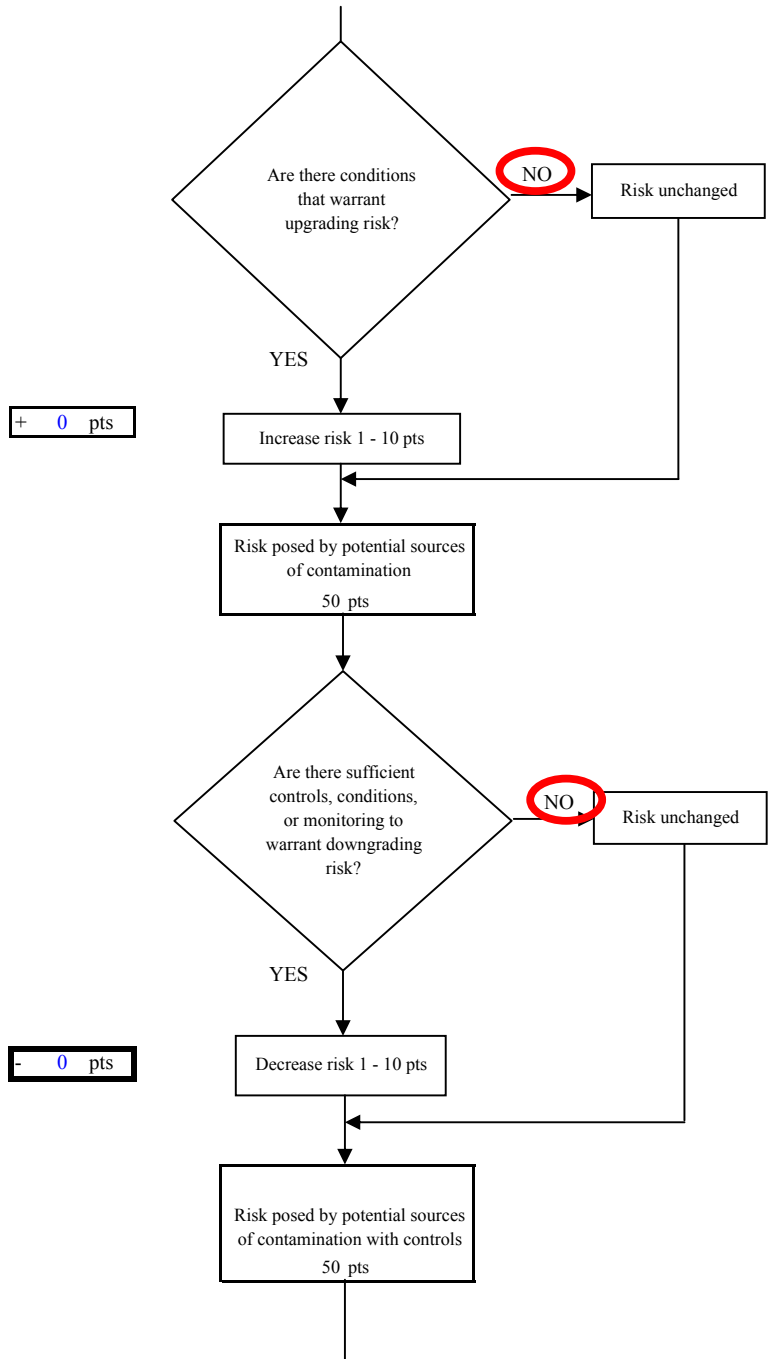 Are there conditions
that warrant
upgrading risk?
NO
Risk unchanged
YES
+ 0 pts
Increase risk 1 - 10 pts
Risk posed by potential sources
of contamination
50 pts
Are there sufficient
controls, conditions,
or monitoring to
warrant downgrading
risk?
NO
Risk unchanged
YES
- 0 pts
Decrease risk 1 - 10 pts
Risk posed by potential sources
of contamination with controls
50 pts